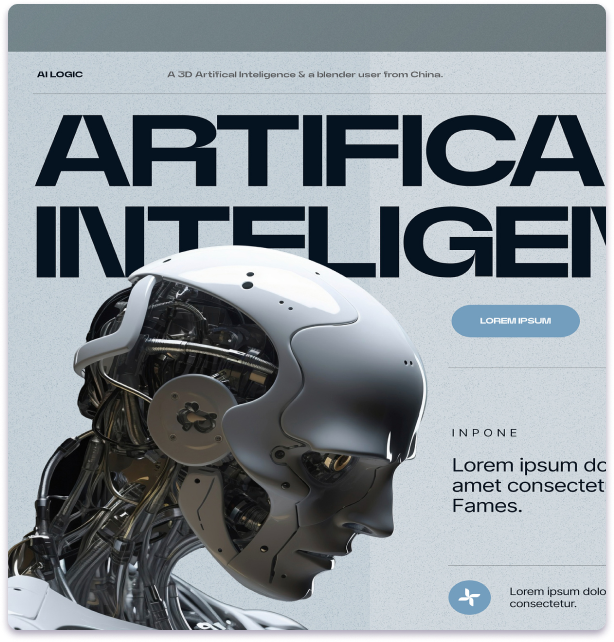 AI LOGIC
A 3D Artifical Inteligence & a blender user from China.
ARTIFICA
INTELIGEN
LOREM IPSUM
INPONE
Lorem ipsum do
amet consectet
Fames.
Lorem ipsum dolo
consectetur.